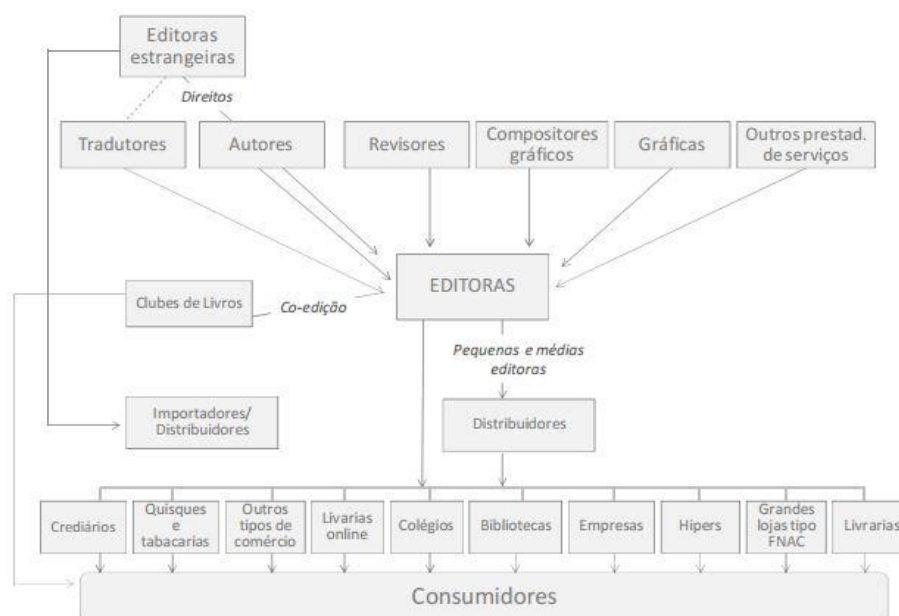 Editoras
estrangeiras
Direitos
Tradutores
Autores
Revisores
Compositores
gráficos
Gráficas
Outros prestad.
de serviços
EDITORAS
Clubes de Livros
Co-edição
Pequenas e médias
editoras
Importadores/
Distribuidores
Distribuidores
Crediários
Quisques
e
tabacarias
Outros
tipos de
comércio
Livarias
online
Colégios
Bibliotecas
Empresas
Hipers
Grandes
lojas tipo
FNAC
Livrarias
Consumidores